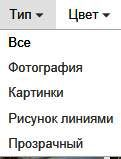 Тип Цвет
Все
Фотография
Картинки
Рисунок линиями
Прозрачный